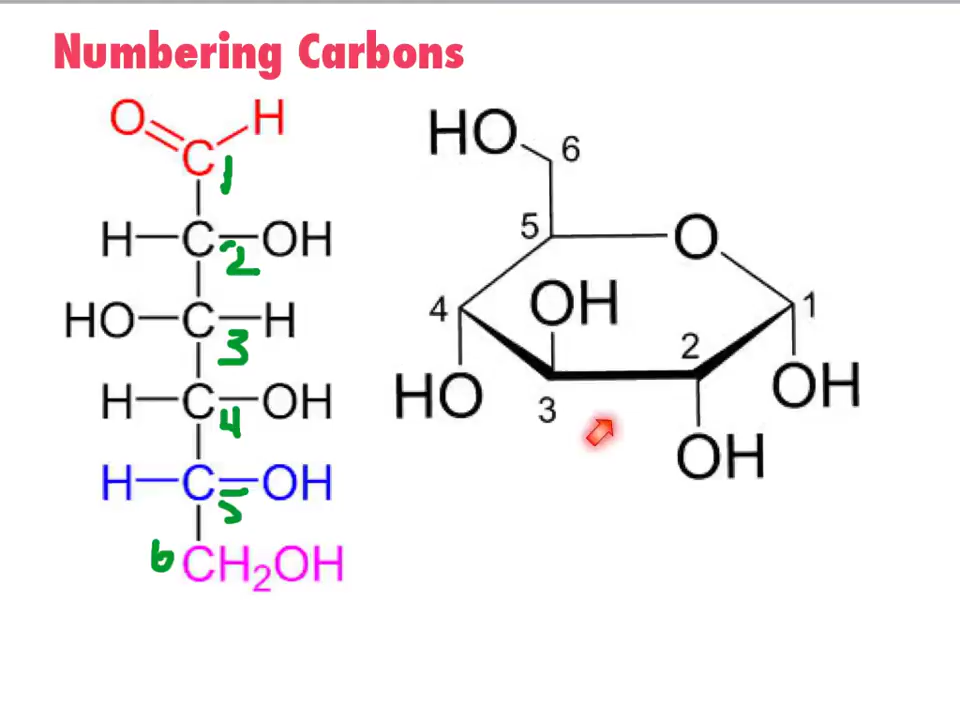 Numbering Carbons
O H
C 1
H C OH
2
HO C H
3
H C OH
4
H C OH
5
6 CH2OH
HO 6
5 O
4 OH 1
2
HO 3 OH
OH